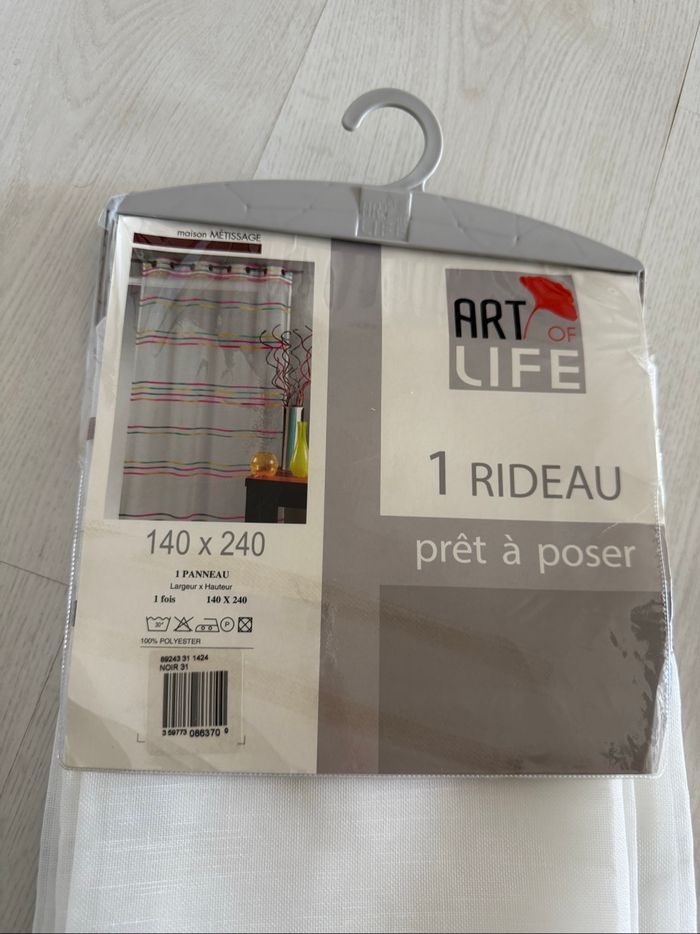 maison MÉTISSAGE
ART OF
LIFE
1 RIDEAU
prêt à poser
140 x 240
1 PANNEAU
Largeur x Hauteur
1 fois 140 X 240
30°
P
100% POLYESTER
89243 31 1424
NOIR 31
3 59773 086370 9